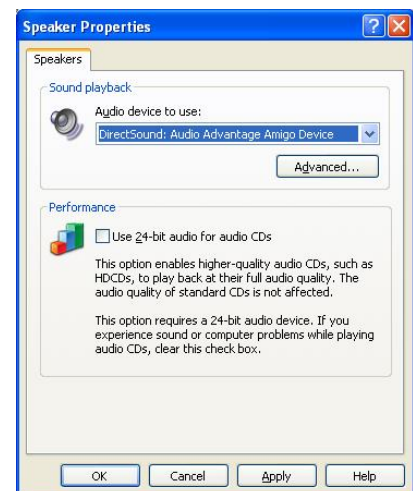 Speaker Properties
Speakers
Sound playback
Audio device to use:
DirectSound: Audio Advantage Amigo Device
Advanced...
Performance
Use 24-bit audio for audio CDs
This option enables higher-quality audio CDs, such as
HDCDs, to play back at their full audio quality. The
audio quality of standard CDs is not affected.
This option requires a 24-bit audio device. If you
experience sound or computer problems while playing
audio CDs, clear this check box.
OK Cancel Apply Help